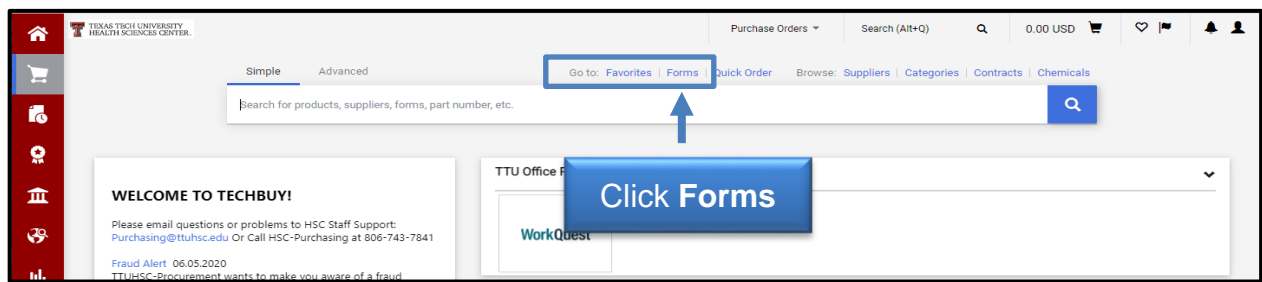 TEXAS TECH UNIVERSITY
HEALTH SCIENCES CENTER.
Purchase Orders Search (Alt+Q) 0.00 USD
Simple Advanced Go to: Favorites | Forms | Quick Order Browse: Suppliers | Categories | Contracts | Chemicals
Search for products, suppliers, forms, part number, etc.
TTU Office
Click Forms
WorkQuest
WELCOME TO TECHBUY!
Please email questions or problems to HSC Staff Support:
Purchasing@ttuhsc.edu Or Call HSC-Purchasing at 806-743-7841
Fraud Alert 06.05.2020
TTUHSC-Procurement wants to make you aware of a fraud